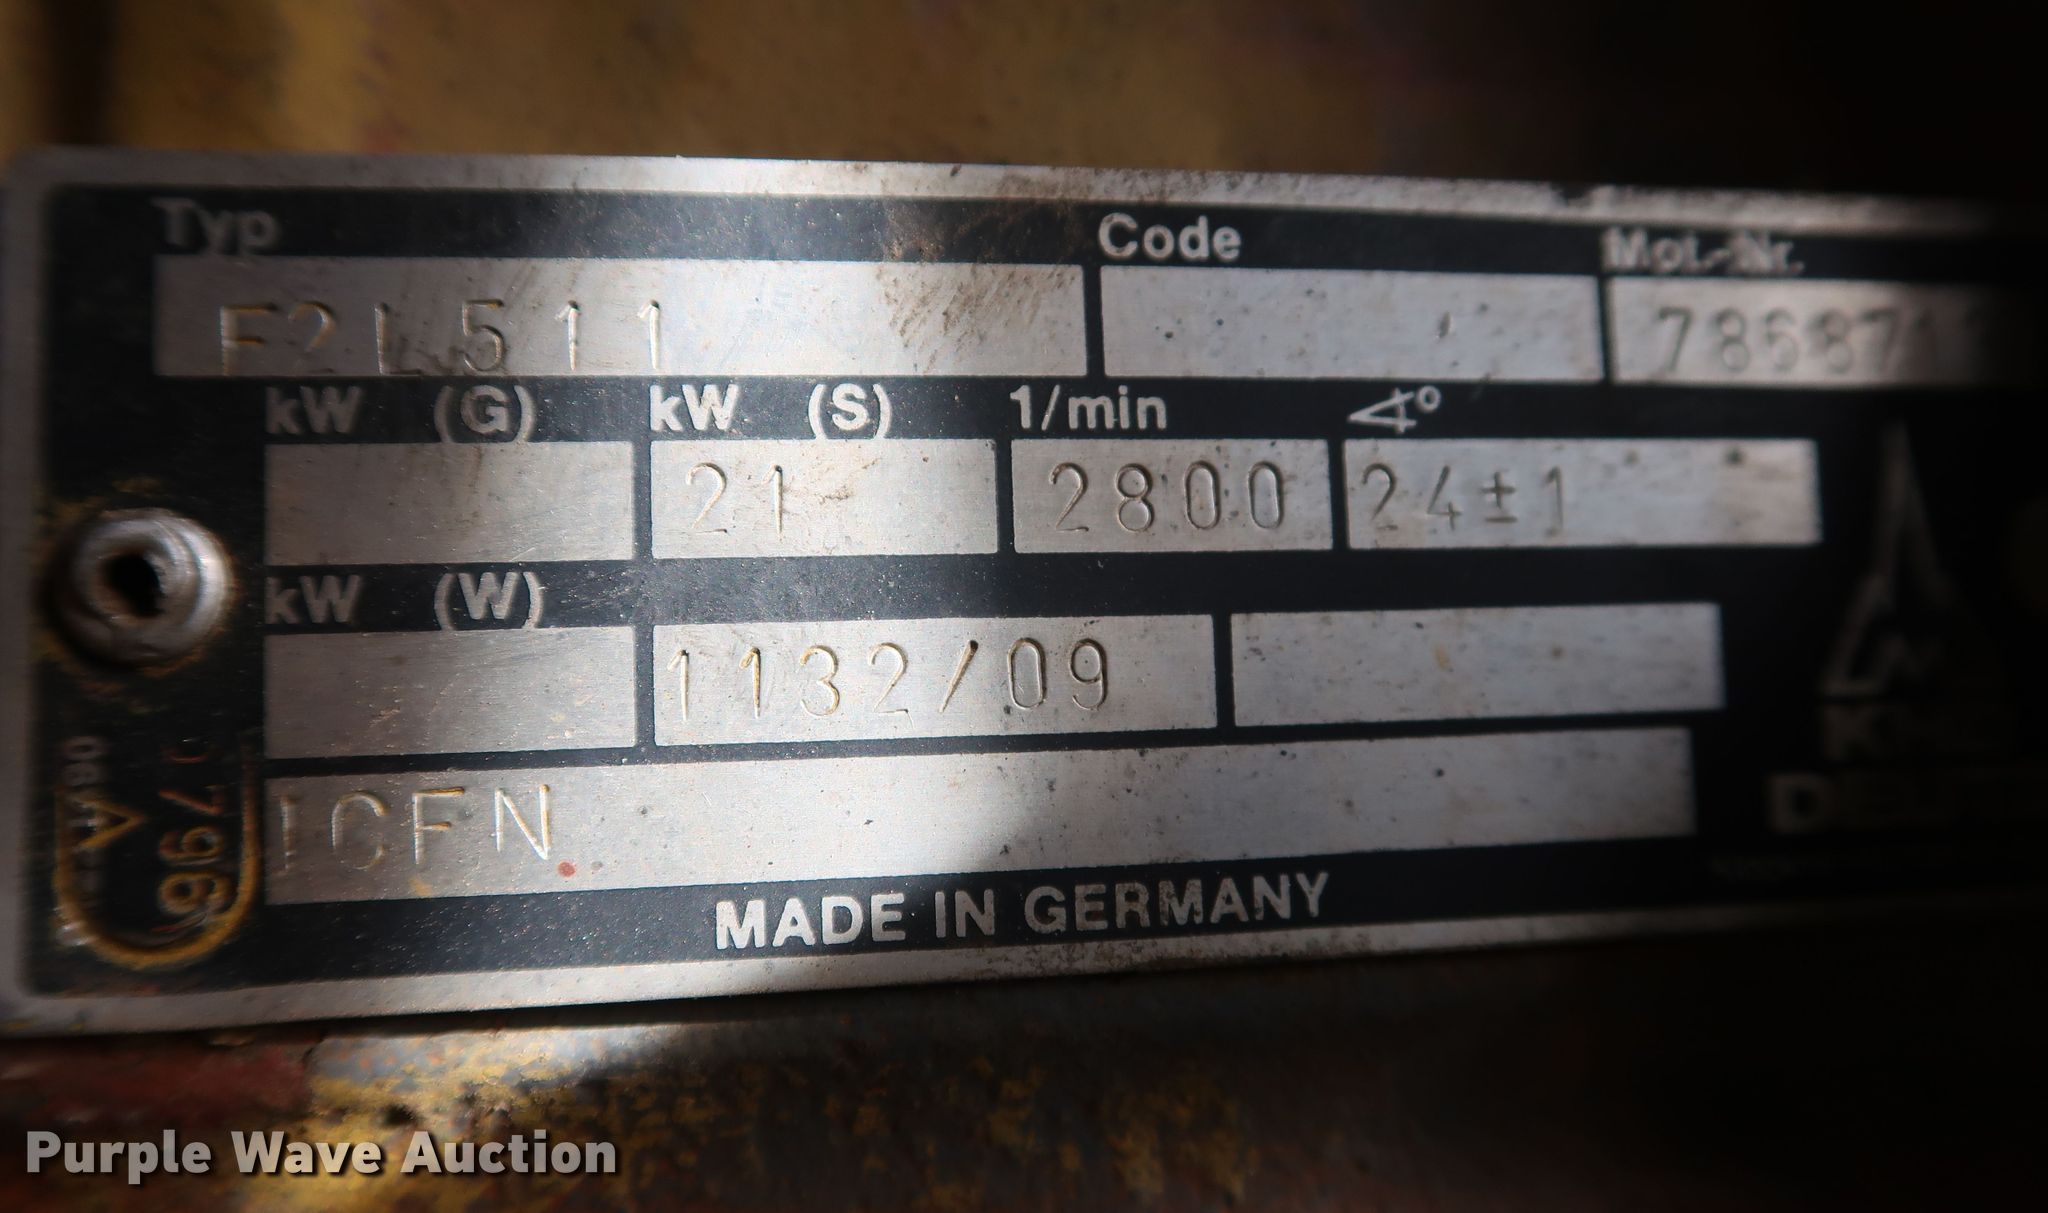 Typ Code Mot.-Nr.
F2L511 786871
kW (G) kW (S) 1/min ∢°
21 2800 24±1
kW (W)
1132/09
ICFN
MADE IN GERMANY
Purple Wave Auction